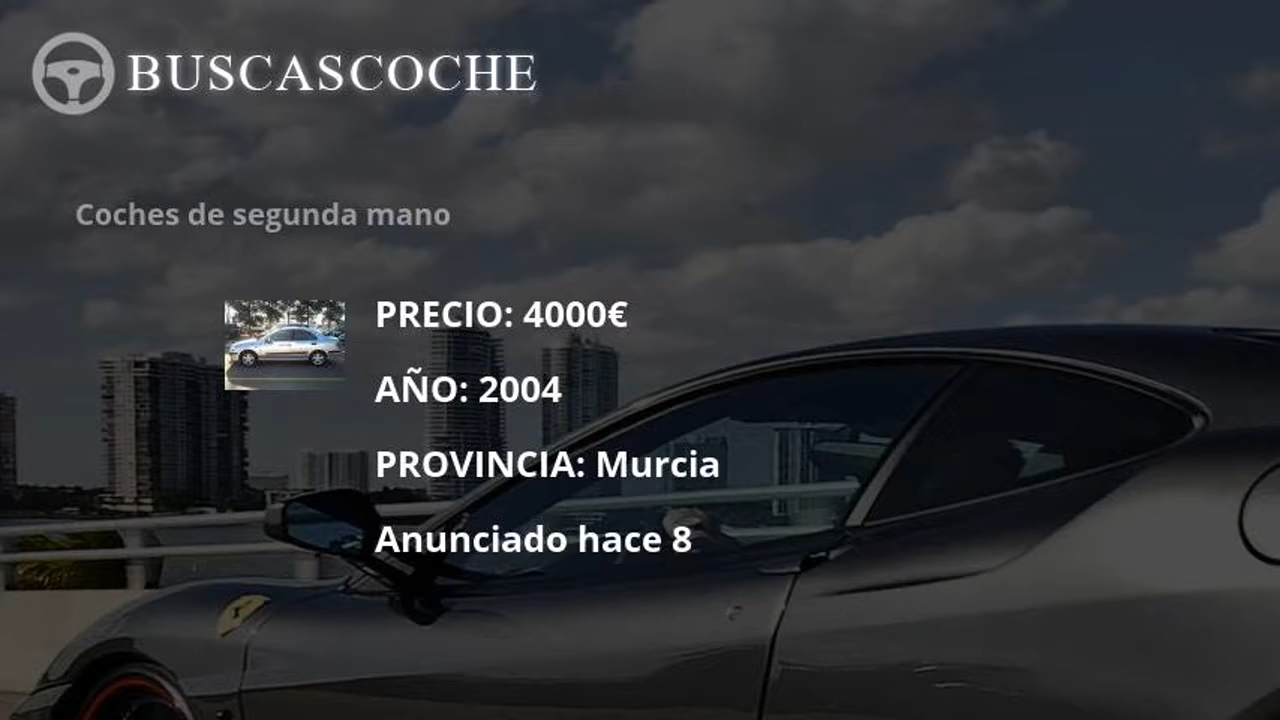 BUSCASCOCHE
Coches de segunda mano
PRECIO: 4000€
AÑO: 2004
PROVINCIA: Murcia
Anunciado hace 8